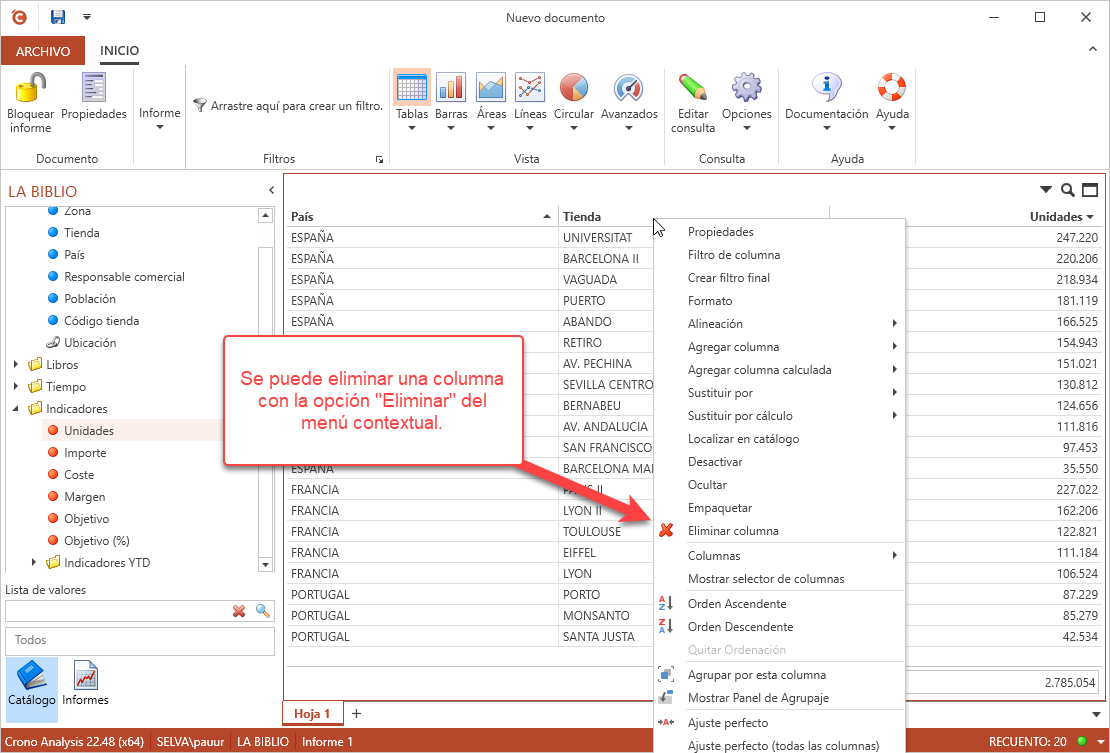 Nuevo documento
ARCHIVO
INICIO
Bloquear informe
Propiedades
Informe
Documento
Arrastre aquí para crear un filtro.
Filtros
Tablas
Barras
Áreas
Líneas
Circular
Avanzados
Vista
Editar consulta
Opciones
Consulta
Documentación
Ayuda
Ayuda
LA BIBLIO
Zona
Tienda
País
Responsable comercial
Población
Código tienda
Ubicación
Libros
Tiempo
Indicadores
Unidades
Importe
Coste
Margen
Objetivo
Objetivo (%)
Indicadores YTD
Lista de valores
Todos
Catálogo
Informes
País Tienda Unidades
ESPAÑA UNIVERSITAT 247.220
ESPAÑA BARCELONA II 220.206
ESPAÑA VAGUADA 218.934
ESPAÑA PUERTO 181.119
ESPAÑA ABANDO 166.525
RETIRO 154.943
AV. PECHINA 151.021
SEVILLA CENTRO 130.812
BERNABEU 124.656
AV. ANDALUCIA 111.816
SAN FRANCISCO 97.453
ESPAÑA BARCELONA MA 35.550
FRANCIA II 227.022
FRANCIA LYON II 162.206
FRANCIA TOULOUSE 122.821
FRANCIA EIFFEL 111.184
FRANCIA LYON 106.524
PORTUGAL PORTO 87.229
PORTUGAL MONSANTO 85.279
PORTUGAL SANTA JUSTA 42.534
2.785.054
Se puede eliminar una columna
con la opción "Eliminar" del
menú contextual.
Propiedades
Filtro de columna
Crear filtro final
Formato
Alineación
Agregar columna
Agregar columna calculada
Sustituir por
Sustituir por cálculo
Localizar en catálogo
Desactivar
Ocultar
Empaquetar
Eliminar columna
Columnas
Mostrar selector de columnas
Orden Ascendente
Orden Descendente
Quitar Ordenación
Agrupar por esta columna
Mostrar Panel de Agrupaje
Ajuste perfecto
Ajuste perfecto (todas las columnas)
Hoja 1 +
Crono Analysis 22.48 (x64) SELVA\pauur LA BIBLIO Informe 1 RECUENTO: 20